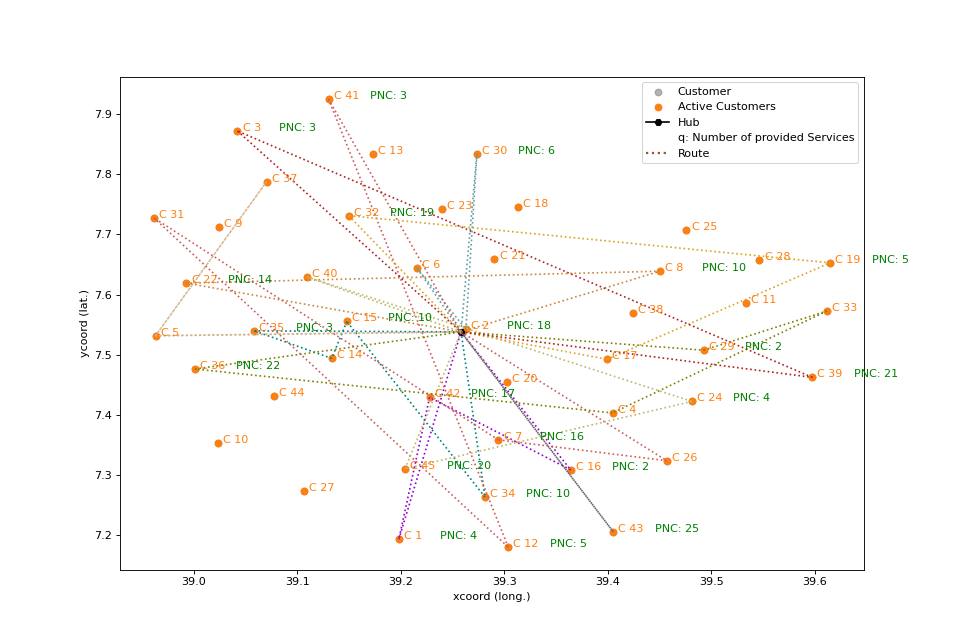 7.9
7.8
7.7
7.6
7.5
7.4
7.3
7.2
ycoord (lat.)
39.0
39.1
39.2
39.3
39.4
39.5
39.6
xcoord (long.)
Customer
Active Customers
Hub
q: Number of provided Services
Route
C 41 PNC: 3
C 3 PNC: 3
C 13
C 30 PNC: 6
C 37
C 31
C 9
C 32 PNC: 19
C 23
C 18
C 25
C 21
C 28
C 19 PNC: 5
C 6
C 8 PNC: 10
C 40
C 22 PNC: 14
C 11
C 33
C 38
C 15 PNC: 10
C 5
C 35 PNC: 3
C 2 PNC: 18
C 14
C 17
C 29 PNC: 2
C 36 PNC: 22
C 20
C 39 PNC: 21
C 44
C 42 PNC: 17
C 24 PNC: 4
C 4
C 10
C 7 PNC: 16
C 45 PNC: 20
C 16 PNC: 2
C 26
C 27
C 34 PNC: 10
C 1 PNC: 4
C 12 PNC: 5
C 43 PNC: 25